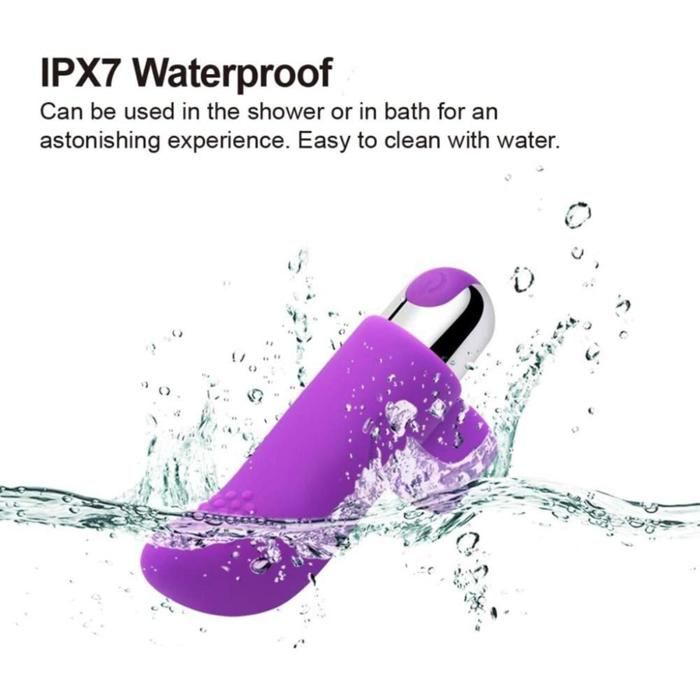 IPX7 Waterproof
Can be used in the shower or in bath for an
astonishing experience. Easy to clean with water.